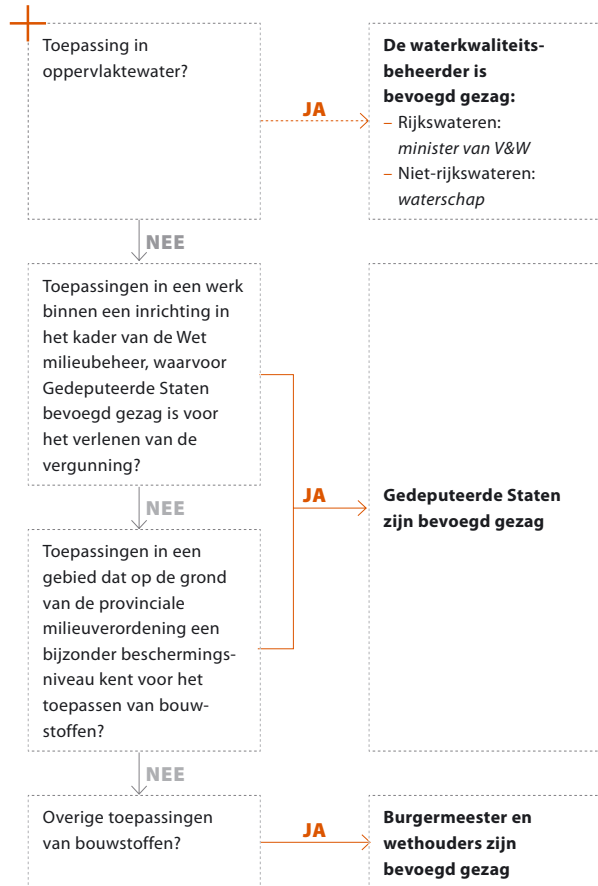 Toepassing in
oppervlaktewater?
JA
De waterkwaliteits-
beheerder is
bevoegd gezag:
– Rijkswateren:
minister van V&W
– Niet-rijkswateren:
waterschap
NEE
Toepassingen in een werk
binnen een inrichting in
het kader van de Wet
milieubeheer, waarvoor
Gedeputeerde Staten
bevoegd gezag is voor
het verlenen van de
vergunning?
NEE
JA
Gedeputeerde Staten
zijn bevoegd gezag
Toepassingen in een
gebied dat op de grond
van de provinciale
milieuverordening een
bijzonder beschermings-
niveau kent voor het
toepassen van bouw-
stoffen?
NEE
Overige toepassingen
van bouwstoffen?
JA
Burgermeester en
wethouders zijn
bevoegd gezag